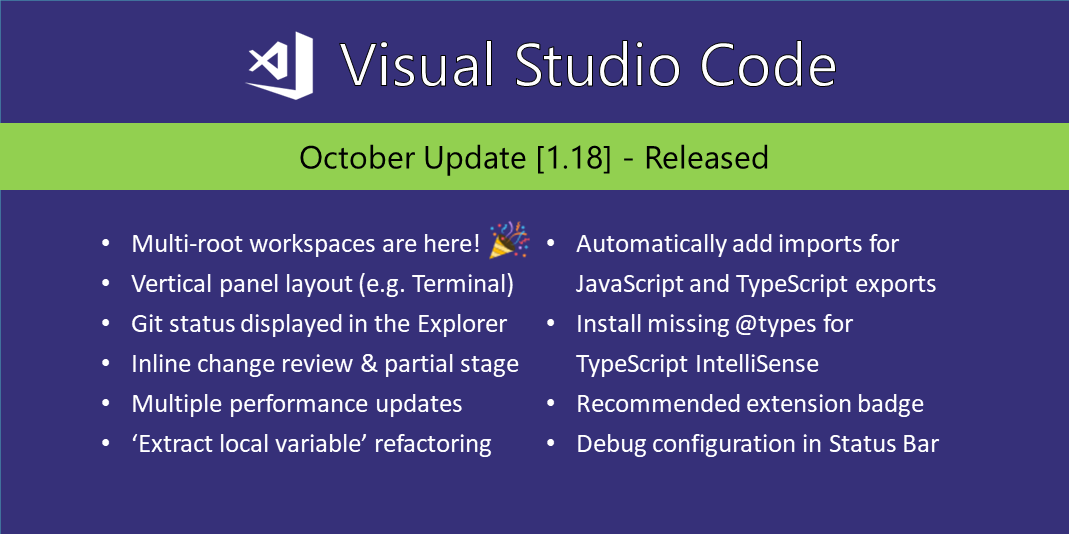 Visual Studio Code
October Update [1.18] - Released
• Multi-root workspaces are here! 🎉
• Vertical panel layout (e.g. Terminal)
• Git status displayed in the Explorer
• Inline change review & partial stage
• Multiple performance updates
• ‘Extract local variable’ refactoring
• Automatically add imports for
JavaScript and TypeScript exports
• Install missing @types for
TypeScript IntelliSense
• Recommended extension badge
• Debug configuration in Status Bar